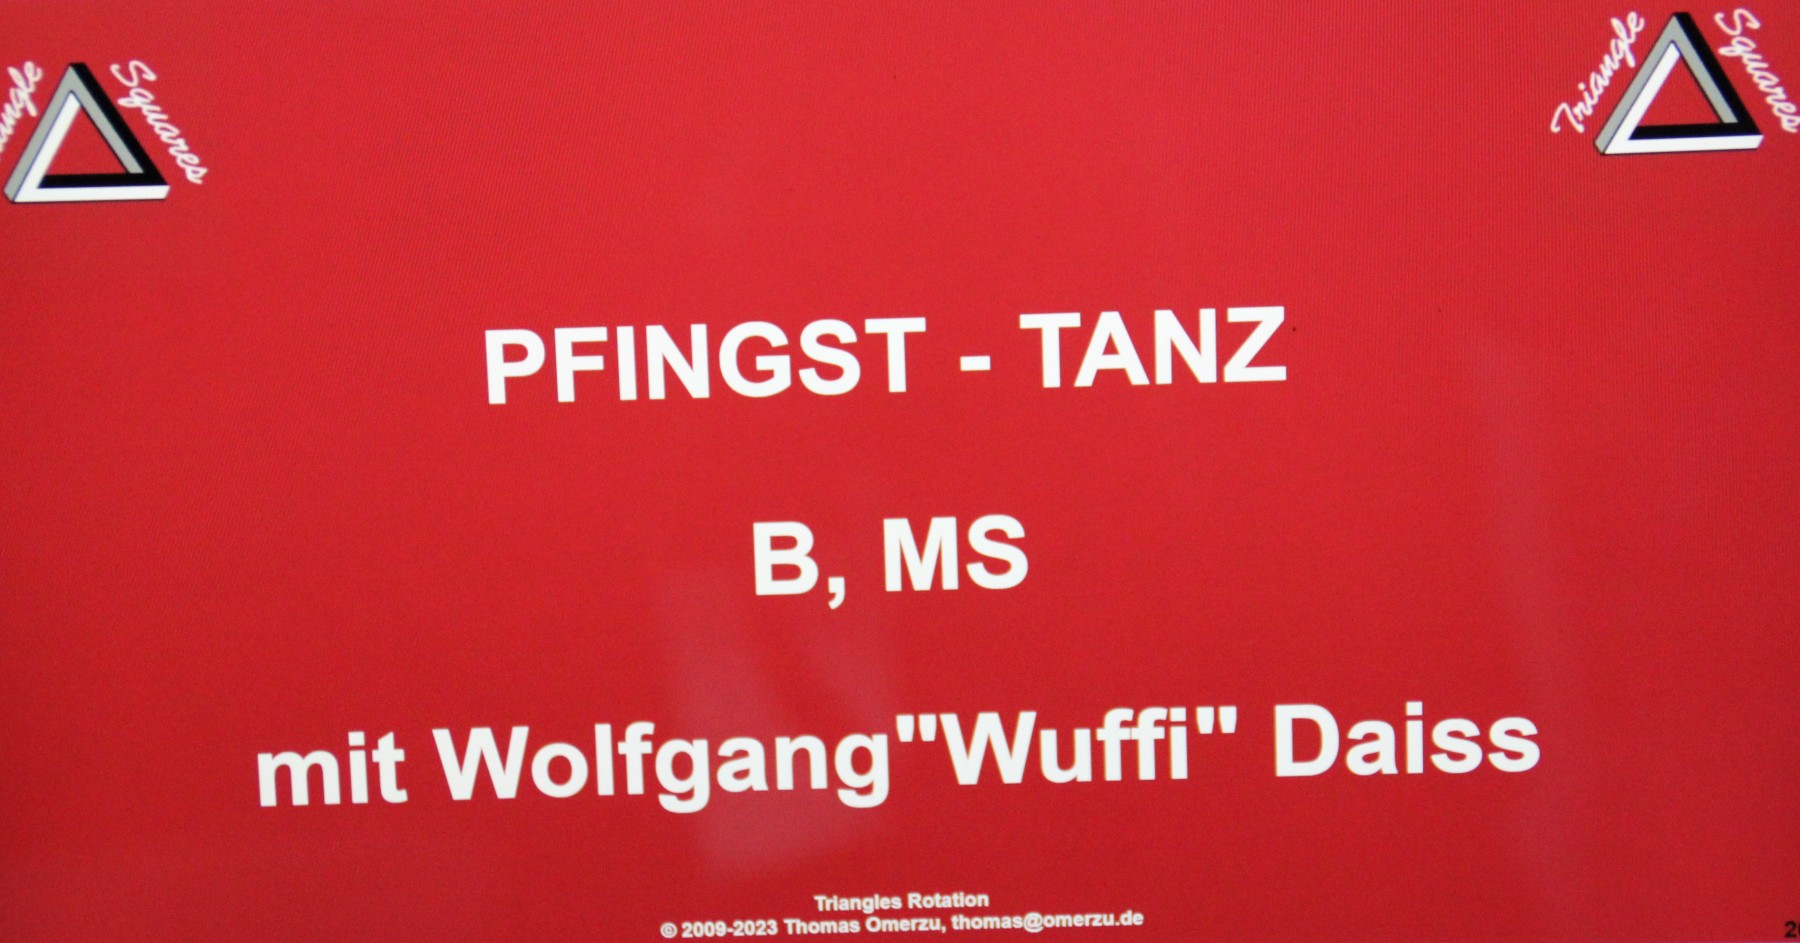 Squares
Triangle Squares
PFINGST - TANZ
B, MS
mit Wolfgang"Wuffi" Daiss
Triangles Rotation
© 2009-2023 Thomas Omerzu, thomas@omerzu.de